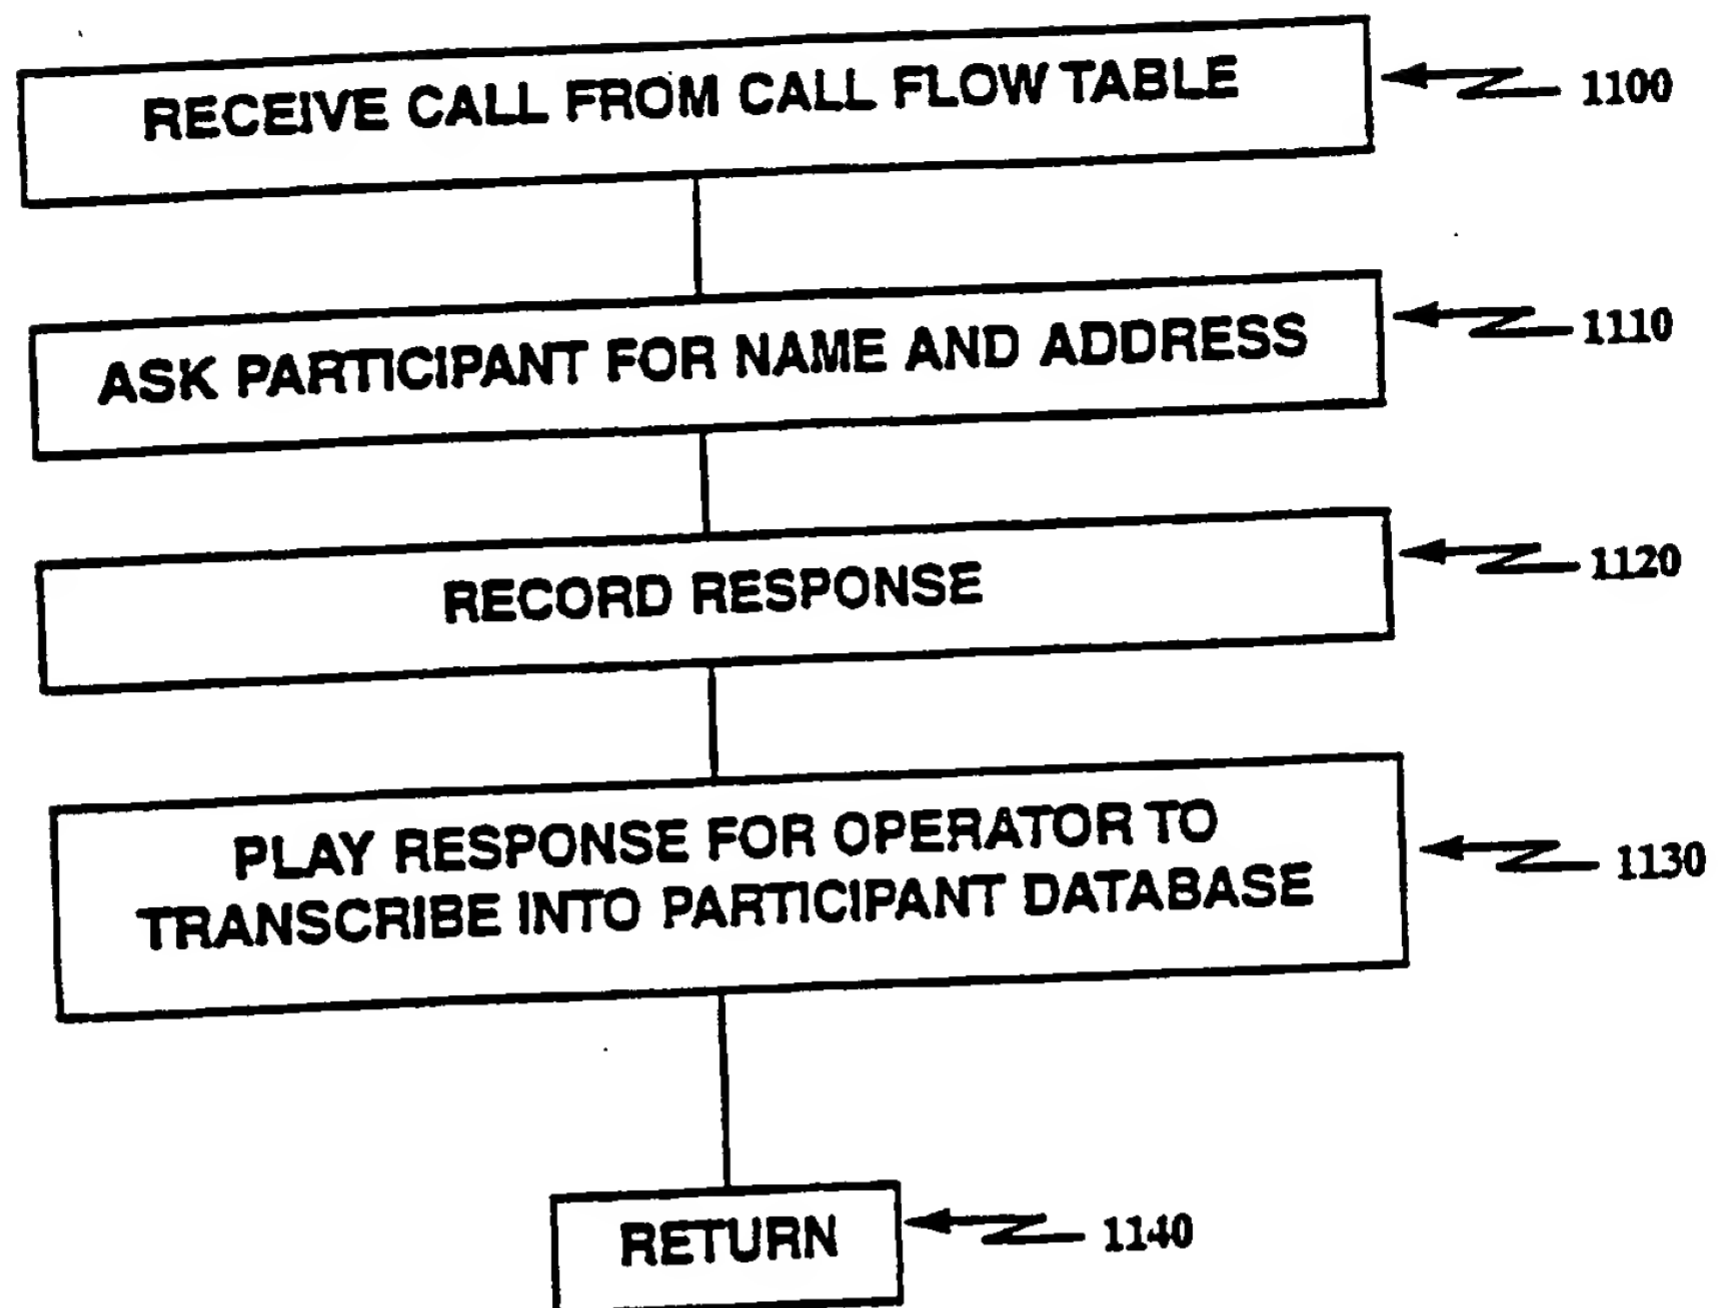 RECEIVE CALL FROM CALL FLOW TABLE
1100
ASK PARTICIPANT FOR NAME AND ADDRESS
1110
RECORD RESPONSE
1120
PLAY RESPONSE FOR OPERATOR TO
TRANSCRIBE INTO PARTICIPANT DATABASE
1130
RETURN
1140